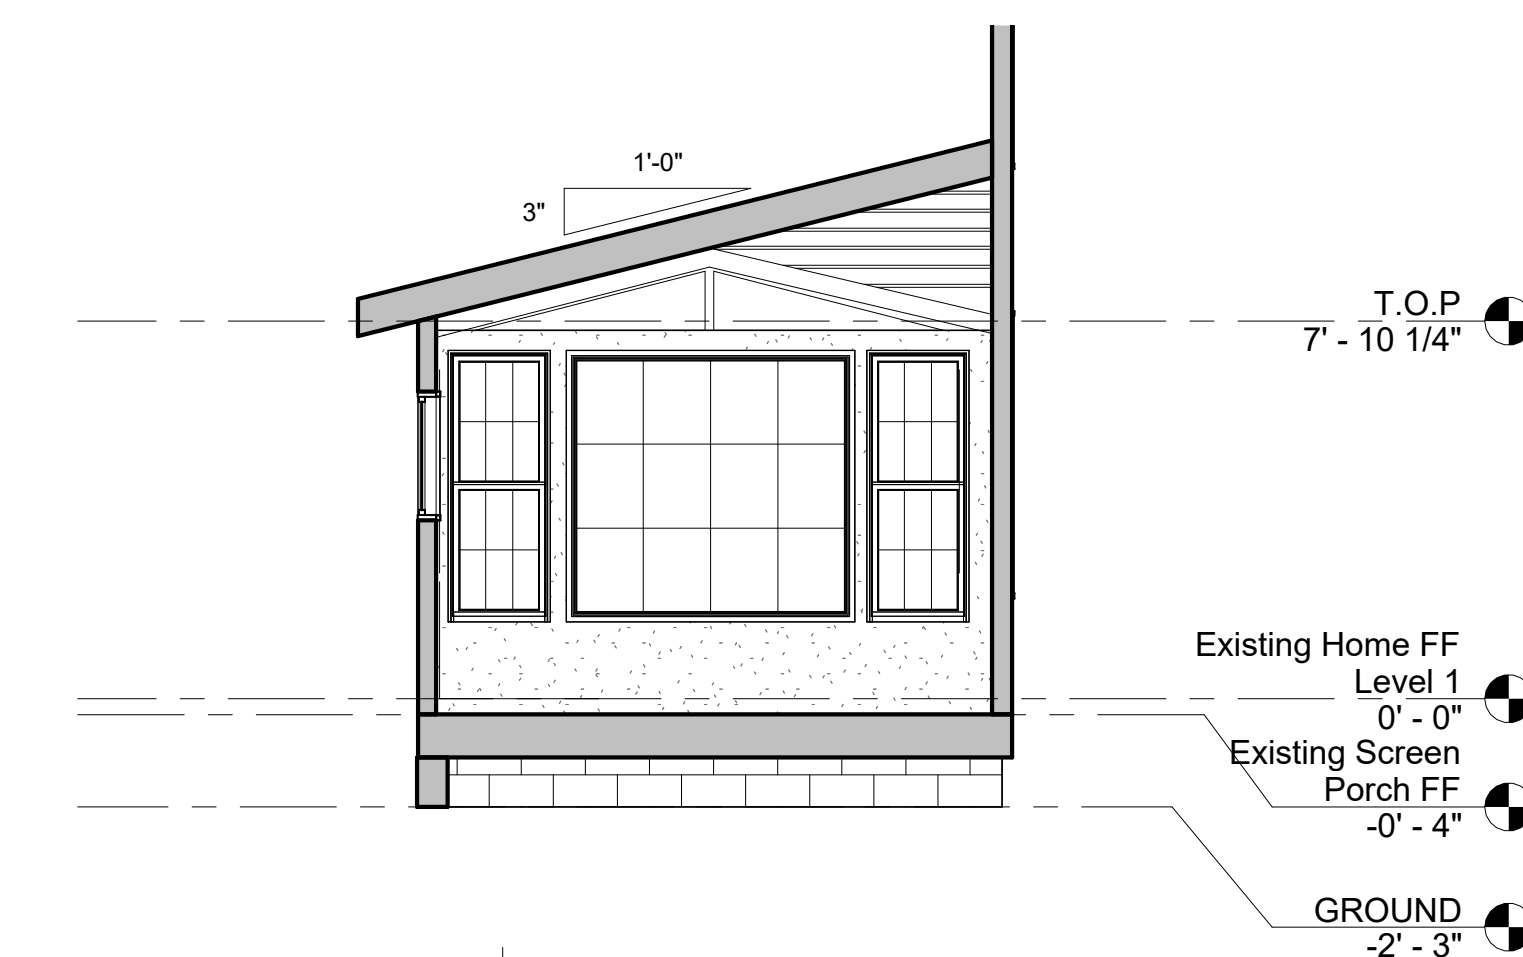 1'-0"
3"
T.O.P
7' - 10 1/4"
Existing Home FF
Level 1
0' - 0"
Existing Screen
Porch FF
-0' - 4"
GROUND
-2' - 3"